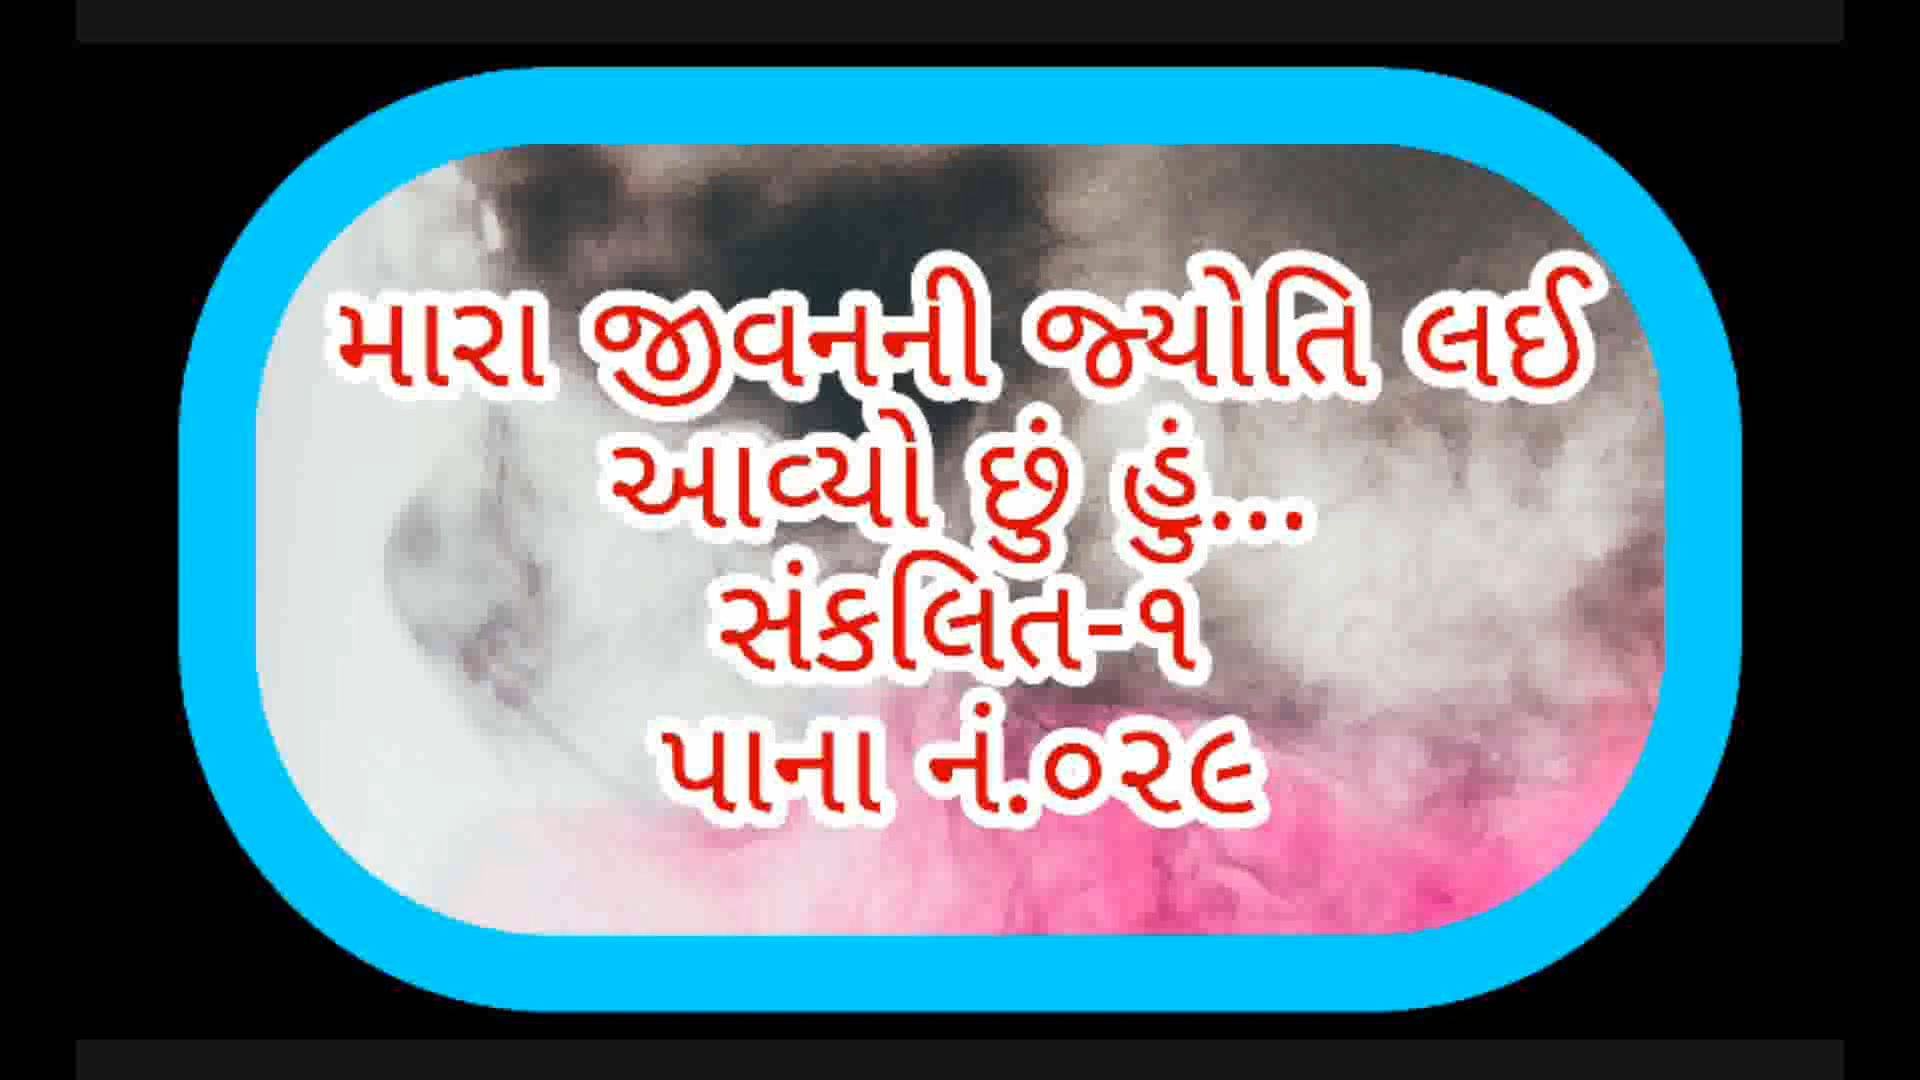 મારા જીવનની જ્યોતિ લઈ
આવ્યો છું હું...
સંકલિત-૧
પાના નં.૦૨૯